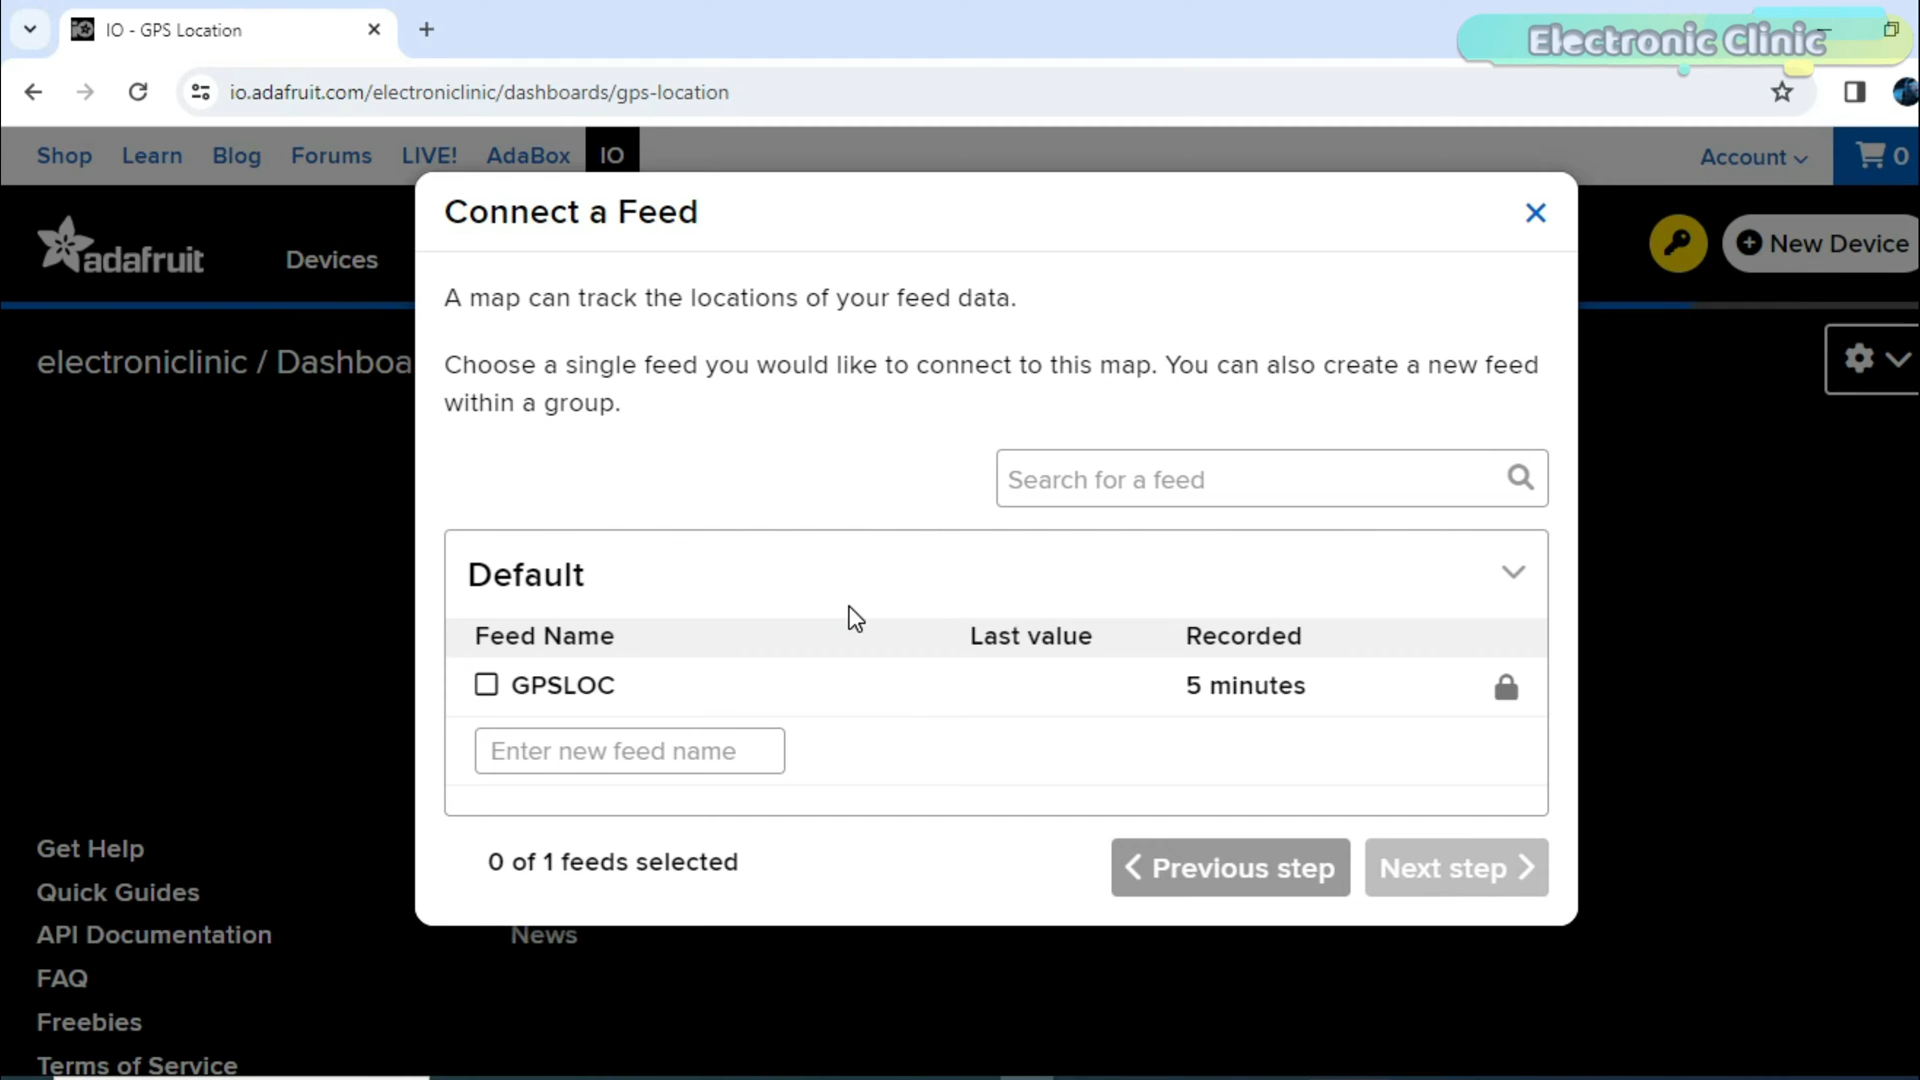 IO - GPS Location
Electronic Clinic
io.adafruit.com/electroniclinic/dashboards/gps-location
Shop Learn Blog Forums LIVE! AdaBox IO Account 0
Connect a Feed
adafruit Devices New Device
A map can track the locations of your feed data.
electroniclinic / Dashboa
Choose a single feed you would like to connect to this map. You can also create a new feed
within a group.
Search for a feed
Default
Feed Name Last value Recorded
GPSLOC 5 minutes
Enter new feed name
0 of 1 feeds selected Previous step Next step
Get Help
Quick Guides
API Documentation News
FAQ
Freebies
Terms of Service